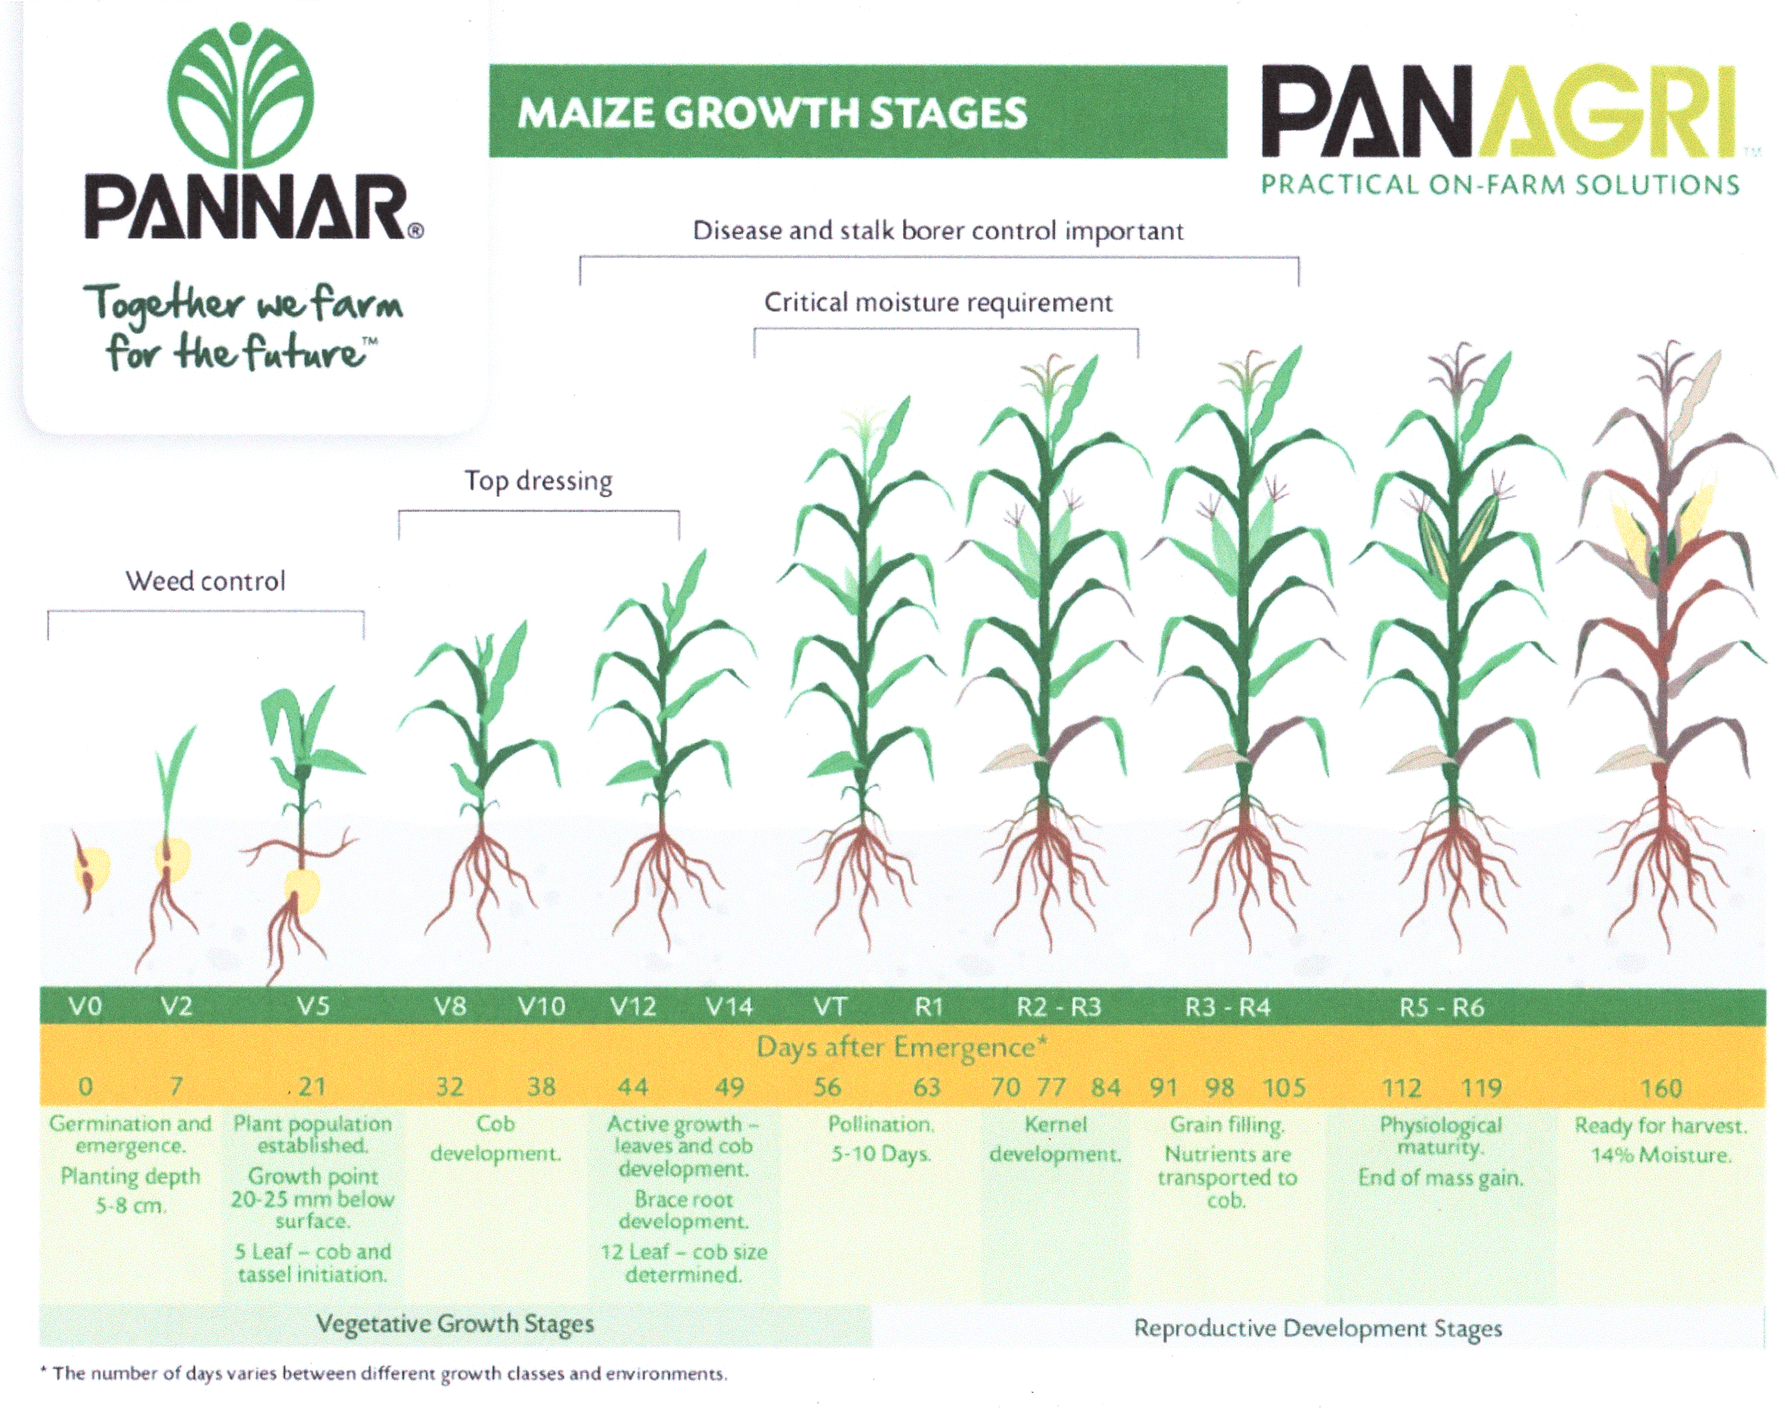 PANNAR®
Together we farm
for the future™
MAIZE GROWTH STAGES
PANAGRI™
PRACTICAL ON-FARM SOLUTIONS
Disease and stalk borer control important
Critical moisture requirement
Top dressing
Weed control
V0 V2 V5 V8 V10 V12 V14 VT R1 R2 - R3 R3 - R4 R5 - R6
Days after Emergence*
0 7 .21 32 38 44 49 56 63 70 77 84 91 98 105 112 119 160
Germination and
emergence.
Planting depth
5-8 cm.
Plant population
established.
Growth point
20-25 mm below
surface.
5 Leaf – cob and
tassel initiation.
Cob
development.
Active growth –
leaves and cob
development.
Brace root
development.
12 Leaf – cob size
determined.
Pollination.
5-10 Days.
Kernel
development.
Grain filling.
Nutrients are
transported to
cob.
Physiological
maturity.
End of mass gain.
Ready for harvest.
14% Moisture.
Vegetative Growth Stages
Reproductive Development Stages
* The number of days varies between different growth classes and environments.